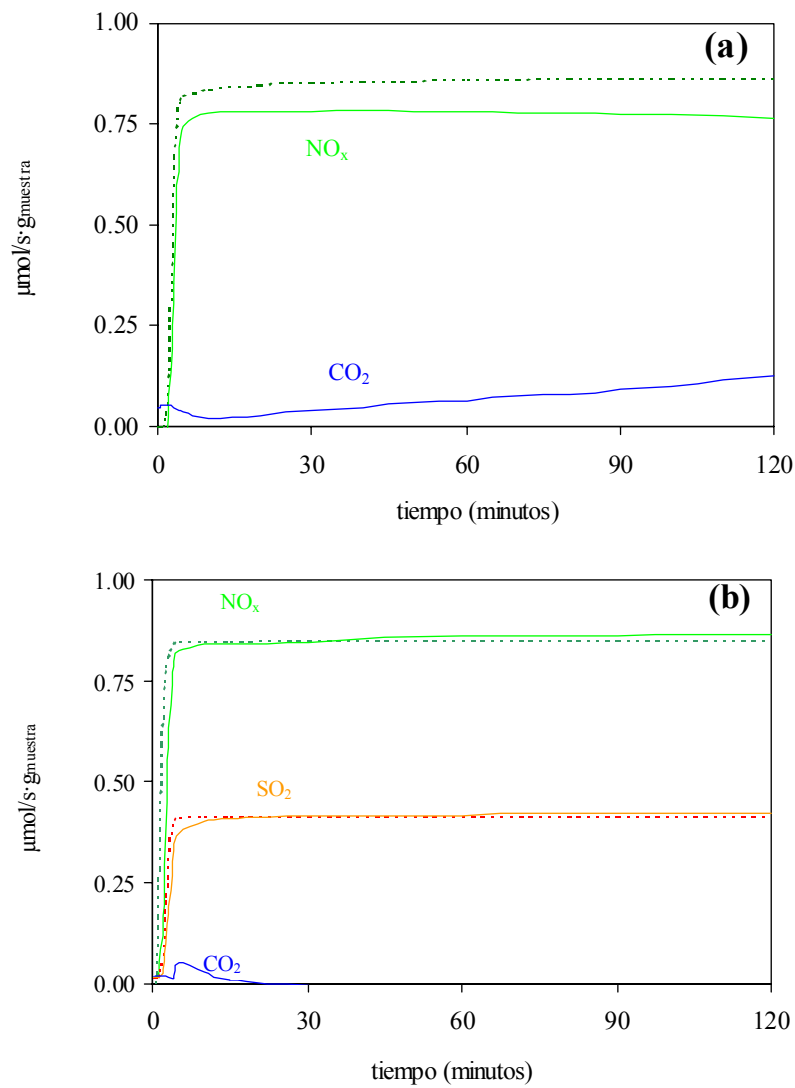 1.00
(a)
0.75
NOₓ
µmol/s·gmuestra
0.50
0.25
CO₂
0.00
0 30 60 90 120
tiempo (minutos)
1.00
(b)
NOₓ
0.75
µmol/s·gmuestra
0.50
SO₂
0.25
CO₂
0.00
0 30 60 90 120
tiempo (minutos)